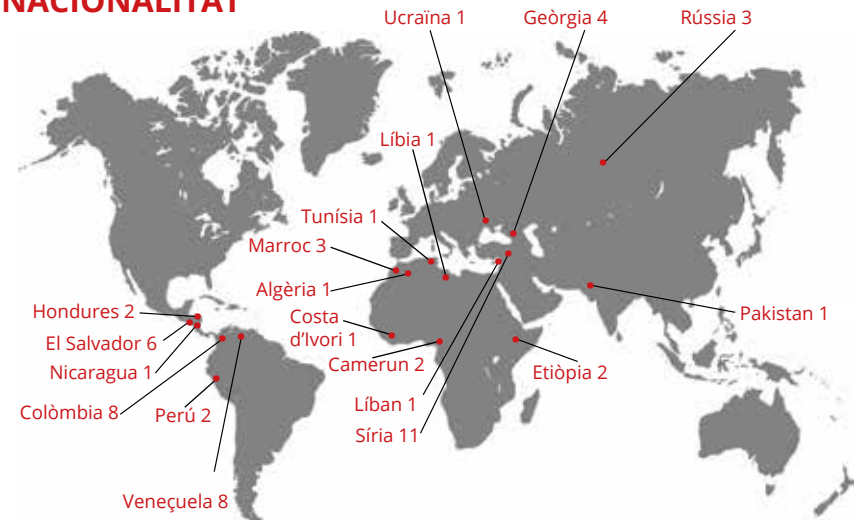 NACIONALITAT
Ucraïna 1
Geòrgia 4
Rússia 3
Líbia 1
Tunísia 1
Marroc 3
Algèria 1
Hondures 2
Costa
d'Ivori 1
Pakistan 1
El Salvador 6
Camerun 2
Nicaragua 1
Etiòpia 2
Líban 1
Colòmbia 8
Perú 2
Síria 11
Veneçuela 8